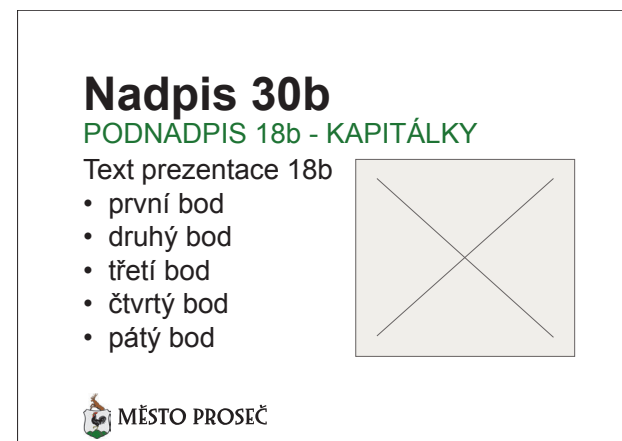 Nadpis 30b
PODNADPIS 18b - KAPITÁLKY
Text prezentace 18b
• první bod
• druhý bod
• třetí bod
• čtvrtý bod
• pátý bod
MĚSTO PROSEČ